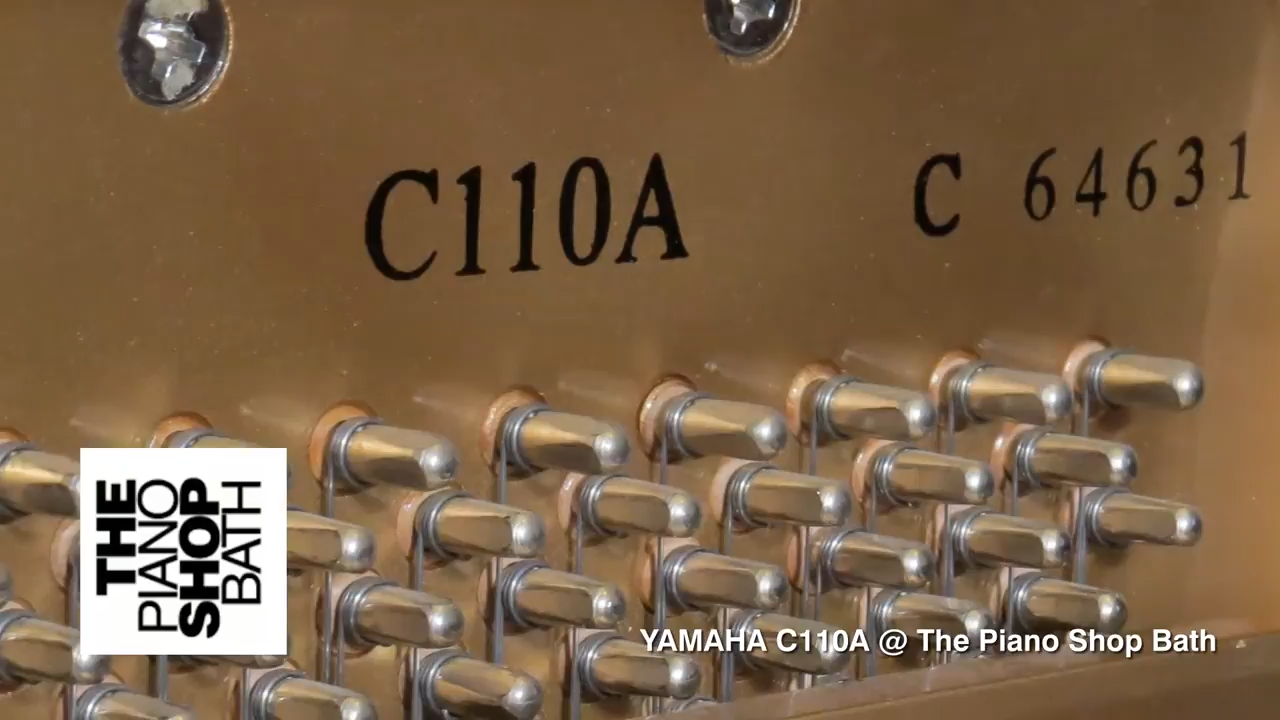 C110A C 64631
THE
PIANO
SHOP
BATH
YAMAHA C110A @ The Piano Shop Bath